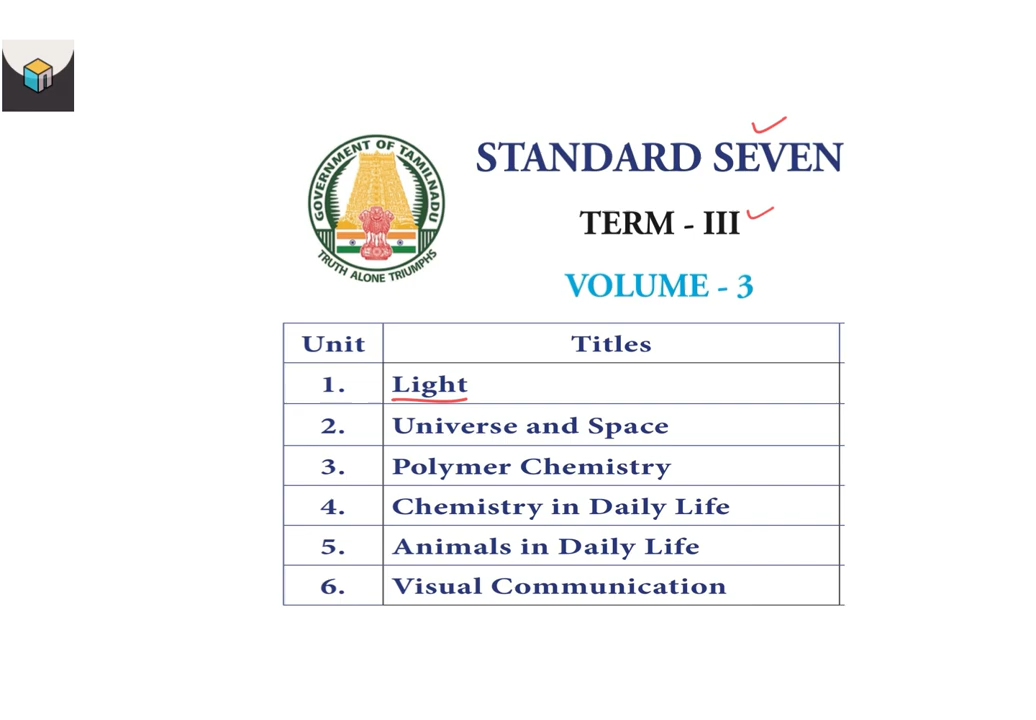 GOVERNMENT OF TAMILNADU
TRUTH ALONE TRIUMPHS
STANDARD SEVEN
TERM - III
VOLUME - 3
Unit Titles
1. Light
2. Universe and Space
3. Polymer Chemistry
4. Chemistry in Daily Life
5. Animals in Daily Life
6. Visual Communication